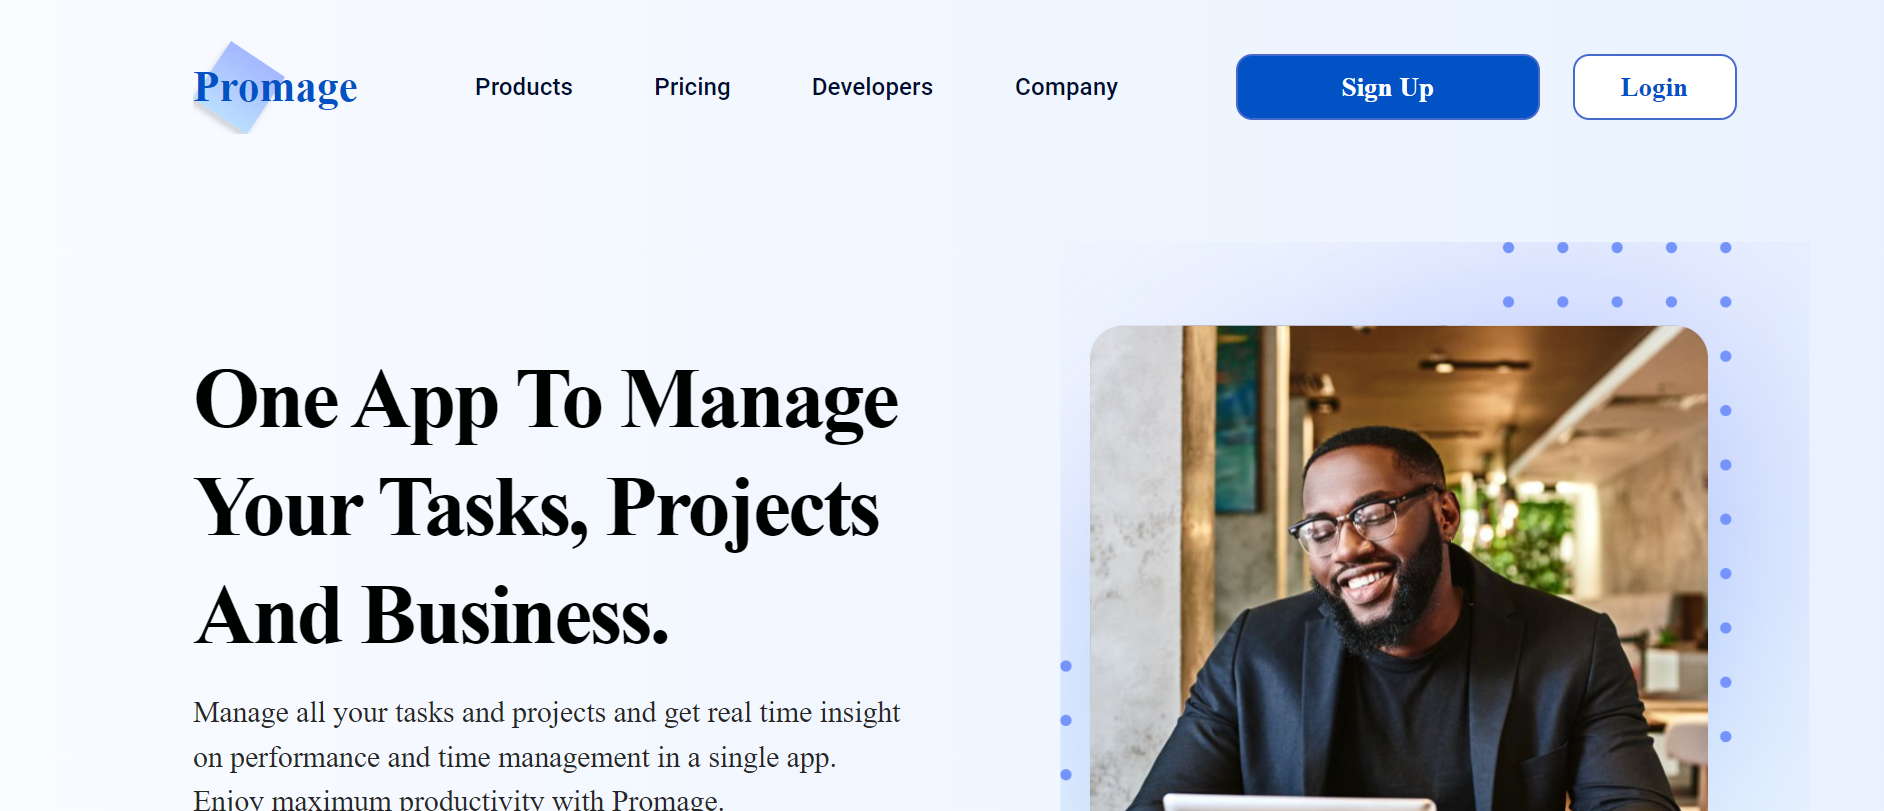 Promage
Products
Pricing
Developers
Company
Sign Up
Login
One App To Manage
Your Tasks, Projects
And Business.
Manage all your tasks and projects and get real time insight
on performance and time management in a single app.
Enjoy maximum productivity with Promage.